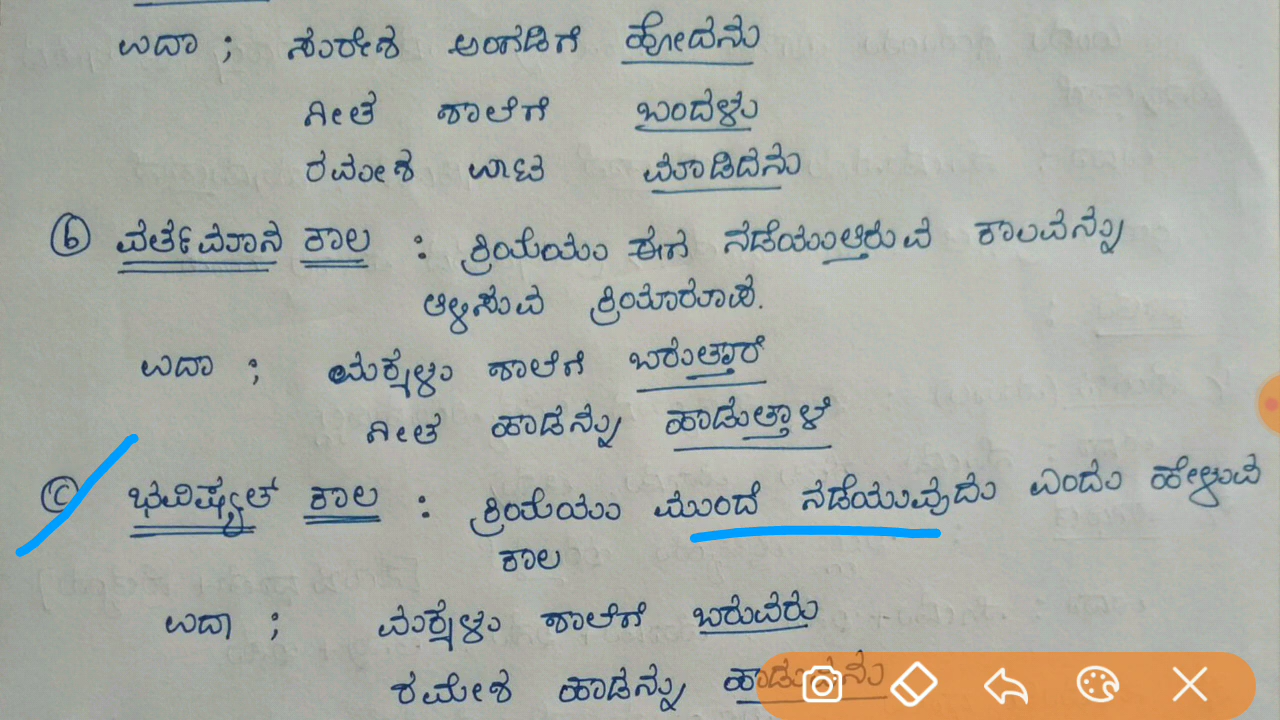 ಉದಾ ; ಸುರೇಶ ಅಂಗಡಿಗೆ ಹೋದನು
ಗೀತ ಶಾಲೆಗೆ ಬಂದಳು
ರಮೇಶ ಊಟ ಮಾಡಿದನು
ⓑ ವರ್ತಮಾನ ಕಾಲ : ಕ್ರಿಯೆಯು ಈಗ ನಡೆಯುತ್ತಿರುವ ಕಾಲವನ್ನು
ತಿಳಿಸುವ ಕ್ರಿಯಾರೂಪ.
ಉದಾ ; ಮಕ್ಕಳು ಶಾಲೆಗೆ ಬರುತ್ತಾರೆ
ಗೀತ ಹಾಡನ್ನು ಹಾಡುತ್ತಾಳೆ
ⓒ ಭವಿಷ್ಯತ್ ಕಾಲ : ಕ್ರಿಯೆಯು ಮುಂದೆ ನಡೆಯುವುದು ಎಂದು ಹೇಳುವ
ಕಾಲ
ಉದಾ ; ಮಕ್ಕಳು ಶಾಲೆಗೆ ಬರುವರು
ರಮೇಶ ಹಾಡನ್ನು